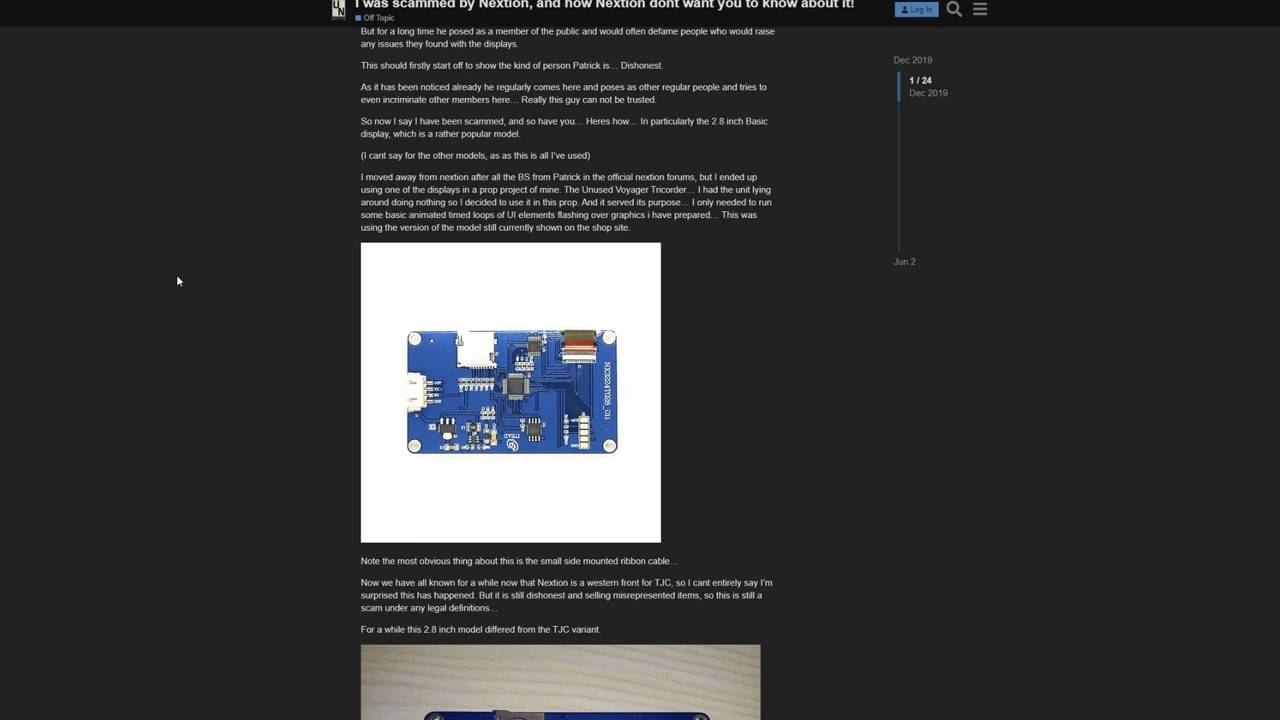 I was scammed by Nextion, and how Nextion dont want you to know about it!
UN
Off Topic
Log In
But for a long time he posed as a member of the public and would often defame people who would raise
any issues they found with the displays.
This should firstly start off to show the kind of person Patrick is… Dishonest.
As it has been noticed already he regularly comes here and poses as other regular people and tries to
even incriminate other members here… Really this guy can not be trusted.
So now I say I have been scammed, and so have you… Heres how… In particularly the 2.8 inch Basic
display, which is a rather popular model.
(I cant say for the other models, as as this is all I've used)
I moved away from nextion after all the BS from Patrick in the official nextion forums, but I ended up
using one of the displays in a prop project of mine. The Unused Voyager Tricorder… I had the unit lying
around doing nothing so I decided to use it in this prop. And it served its purpose… I only needed to run
some basic animated timed loops of UI elements flashing over graphics i have prepared… This was
using the version of the model still currently shown on the shop site.
NX3224T028_011
ITEAD
Note the most obvious thing about this is the small side mounted ribbon cable…
Now we have all known for a while now that Nextion is a western front for TJC, so I cant entirely say I'm
surprised this has happened. But it is still dishonest and selling misrepresented items, so this is still a
scam under any legal definitions…
For a while this 2.8 inch model differed from the TJC variant.
Dec 2019
1 / 24
Dec 2019
Jun 2